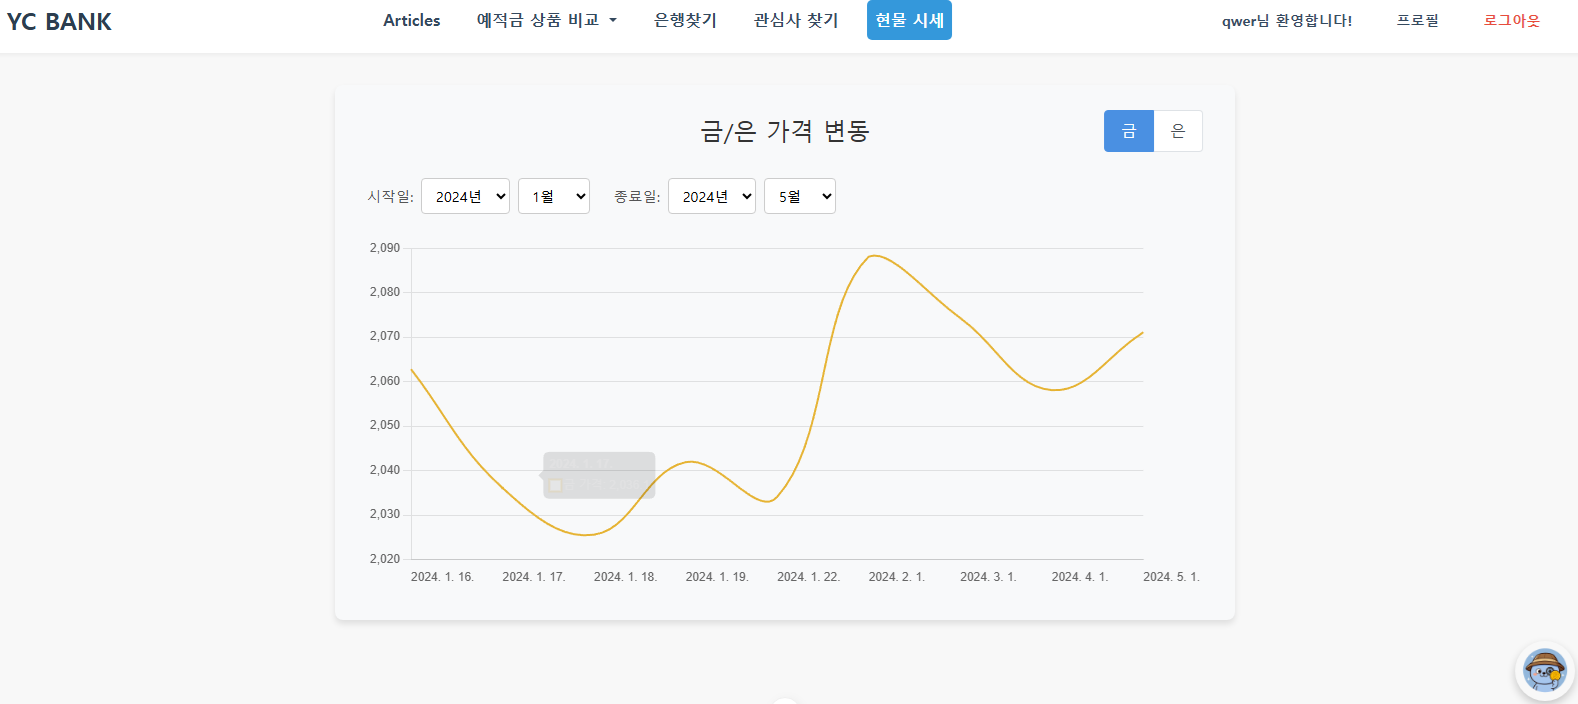 YC BANK
Articles
예적금 상품 비교
은행찾기
관심사 찾기
현물 시세
qwer님 환영합니다!
프로필
로그아웃
금/은 가격 변동
금
은
시작일:
2024년
1월
종료일:
2024년
5월
2,090
2,080
2,070
2,060
2,050
2,040
2,030
2,020
2024. 1. 16.
2024. 1. 17.
2024. 1. 18.
2024. 1. 19.
2024. 1. 22.
2024. 2. 1.
2024. 3. 1.
2024. 4. 1.
2024. 5. 1.